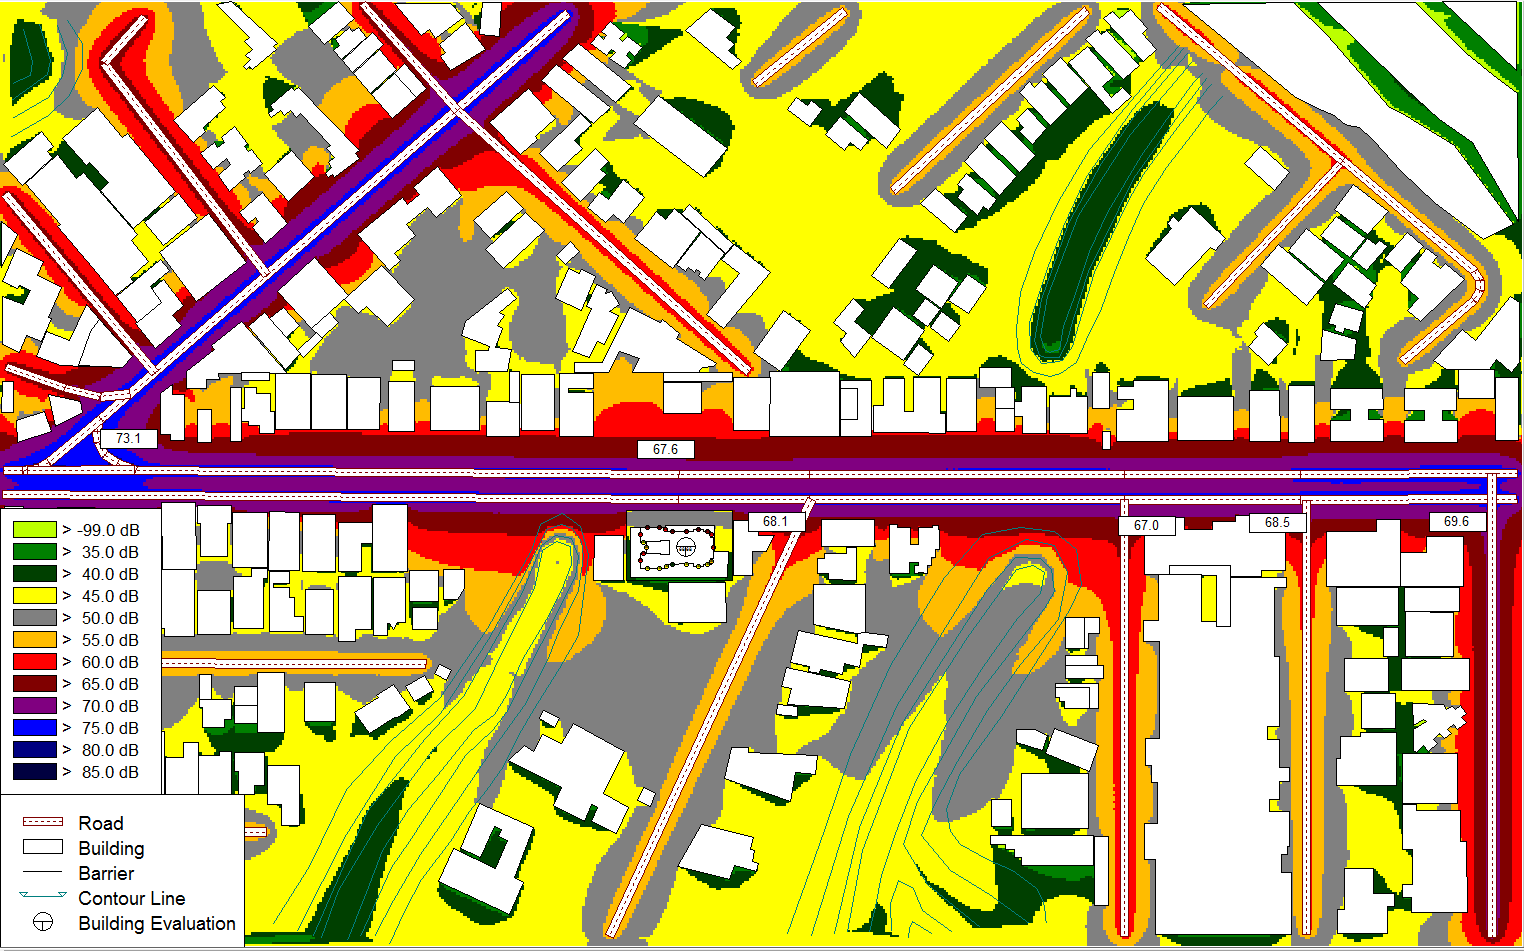 73.1
67.6
68.1
67.0
68.5
69.6
> -99.0 dB
> 35.0 dB
> 40.0 dB
> 45.0 dB
> 50.0 dB
> 55.0 dB
> 60.0 dB
> 65.0 dB
> 70.0 dB
> 75.0 dB
> 80.0 dB
> 85.0 dB
Road
Building
Barrier
Contour Line
Building Evaluation